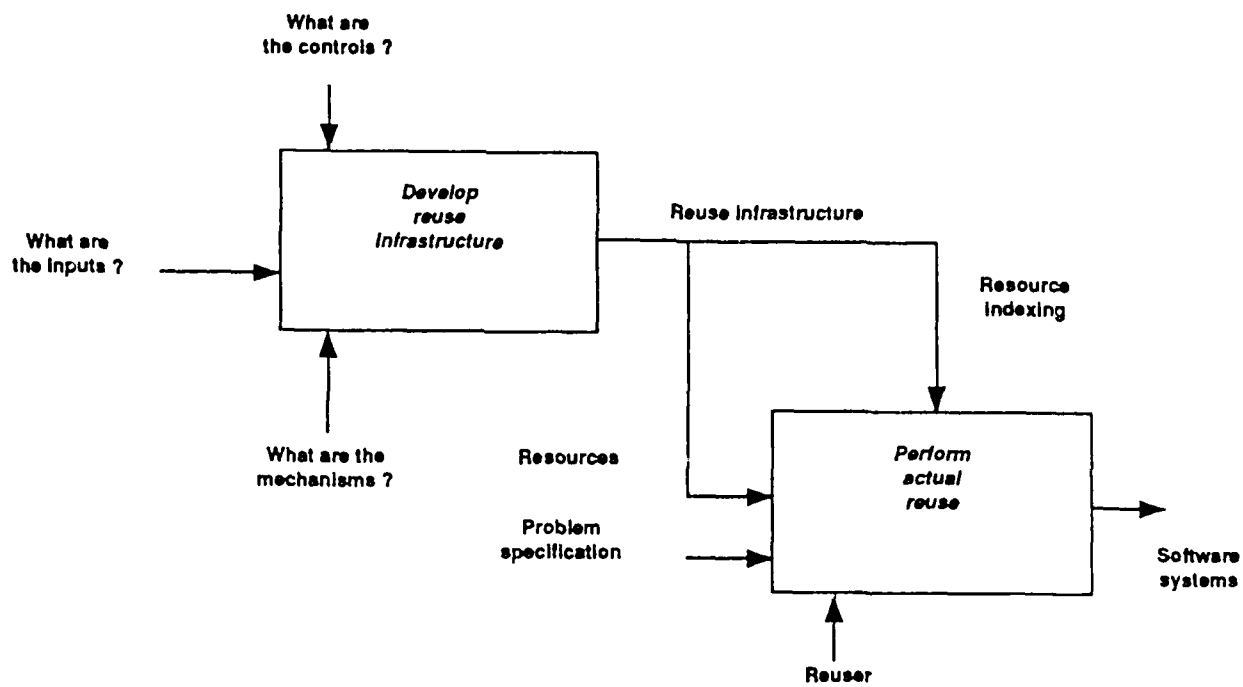 What are
the controls ?
Develop
reuse
Infrastructure
Reuse Infrastructure
What are
the inputs ?
Resource
indexing
What are the
mechanisms ?
Resources
Perform
actual
reuse
Problem
specification
Software
systems
Reuser